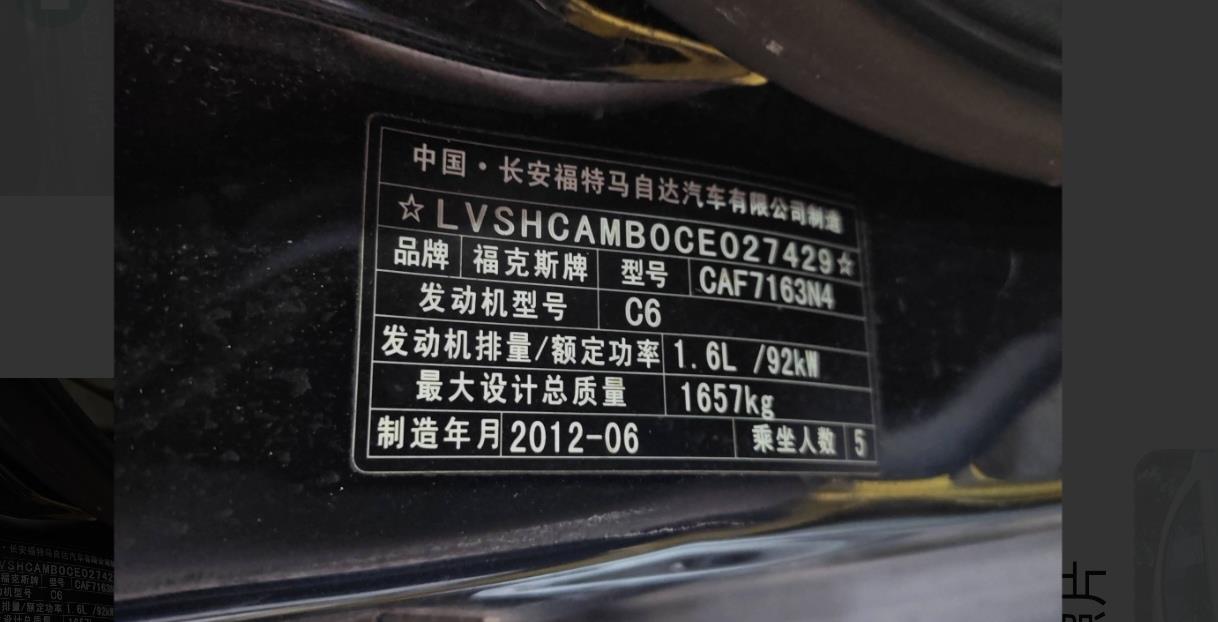 中国·长安福特马自达汽车有限公司制造
☆LVSHCAMB0CE027429☆
品牌 福克斯牌 型号 CAF7163N4
发动机型号 C6
发动机排量/额定功率 1.6L /92kW
最大设计总质量 1657kg
制造年月 2012-06 乘坐人数 5